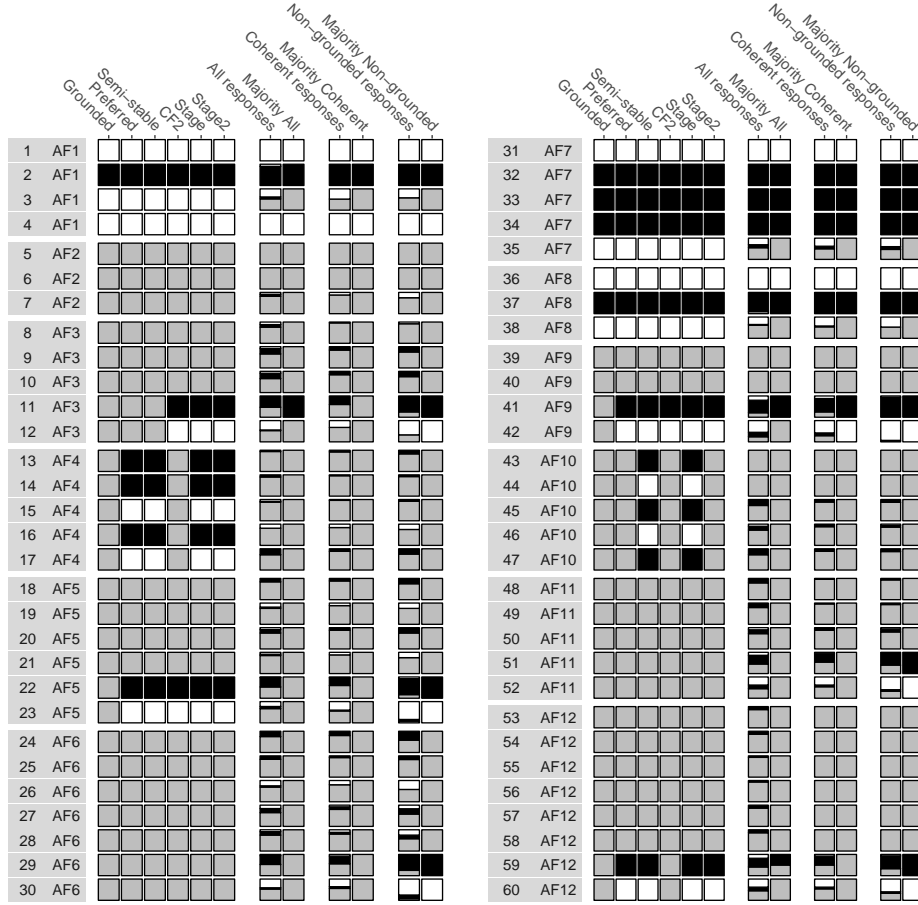 Grounded
Preferred
Semi−stable
CF2
Stage
Stage2
All responses
Majority All
Coherent responses
Majority Coherent
Non−grounded responses
Majority Non−grounded
Grounded
Preferred
Semi−stable
CF2
Stage
Stage2
All responses
Majority All
Coherent responses
Majority Coherent
Non−grounded responses
Majority Non−grounded
1 AF1
2 AF1
3 AF1
4 AF1
5 AF2
6 AF2
7 AF2
8 AF3
9 AF3
10 AF3
11 AF3
12 AF3
13 AF4
14 AF4
15 AF4
16 AF4
17 AF4
18 AF5
19 AF5
20 AF5
21 AF5
22 AF5
23 AF5
24 AF6
25 AF6
26 AF6
27 AF6
28 AF6
29 AF6
30 AF6
31 AF7
32 AF7
33 AF7
34 AF7
35 AF7
36 AF8
37 AF8
38 AF8
39 AF9
40 AF9
41 AF9
42 AF9
43 AF10
44 AF10
45 AF10
46 AF10
47 AF10
48 AF11
49 AF11
50 AF11
51 AF11
52 AF11
53 AF12
54 AF12
55 AF12
56 AF12
57 AF12
58 AF12
59 AF12
60 AF12